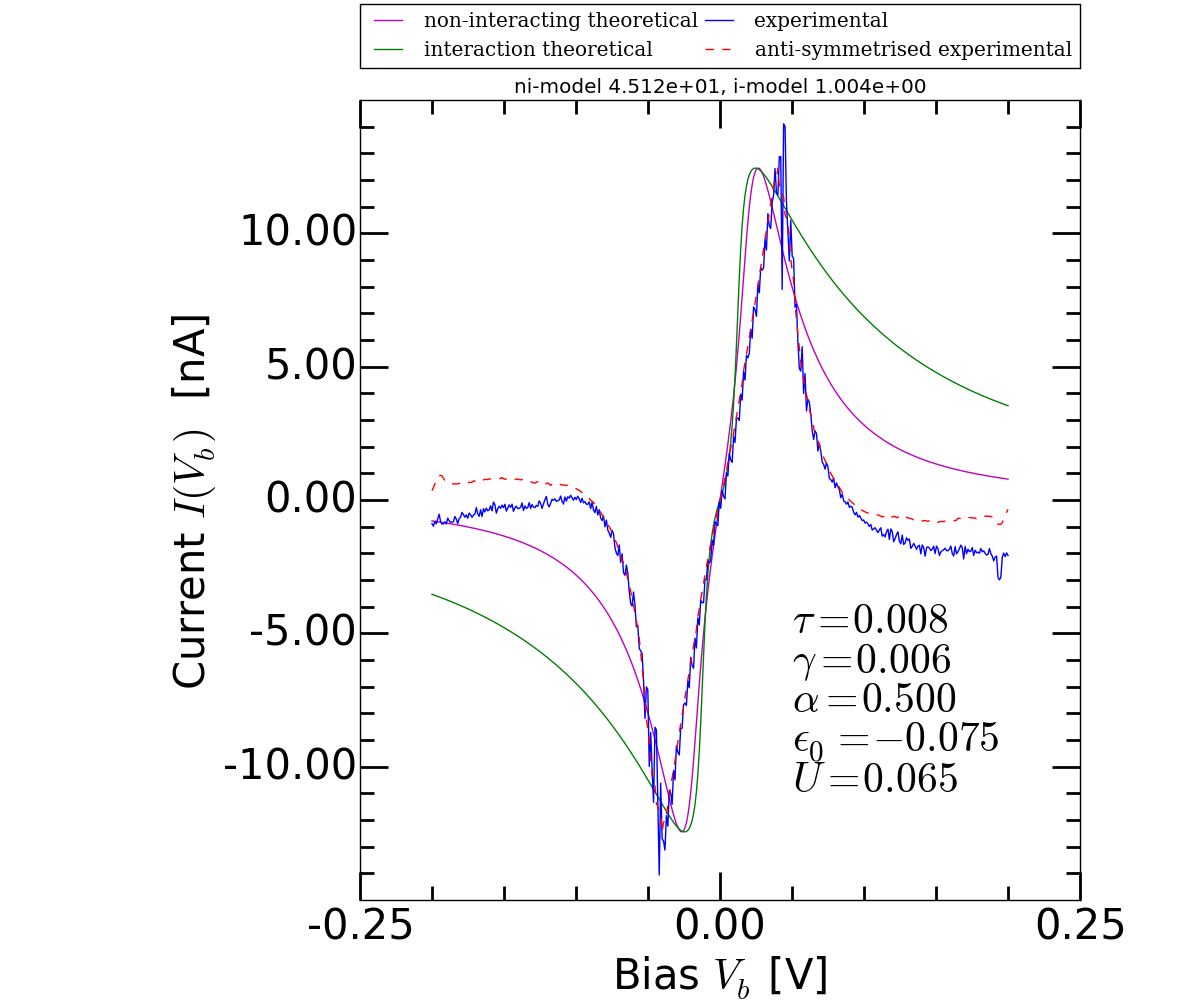 non-interacting theoretical experimental
interaction theoretical anti-symmetrised experimental
ni-model 4.512e+01, i-model 1.004e+00
10.00
5.00
0.00
-5.00
-10.00
Current I(V_b) [nA]
τ=0.008
γ=0.006
α=0.500
ϵ_0 =−0.075
U=0.065
-0.25 0.00 0.25
Bias V_b [V]